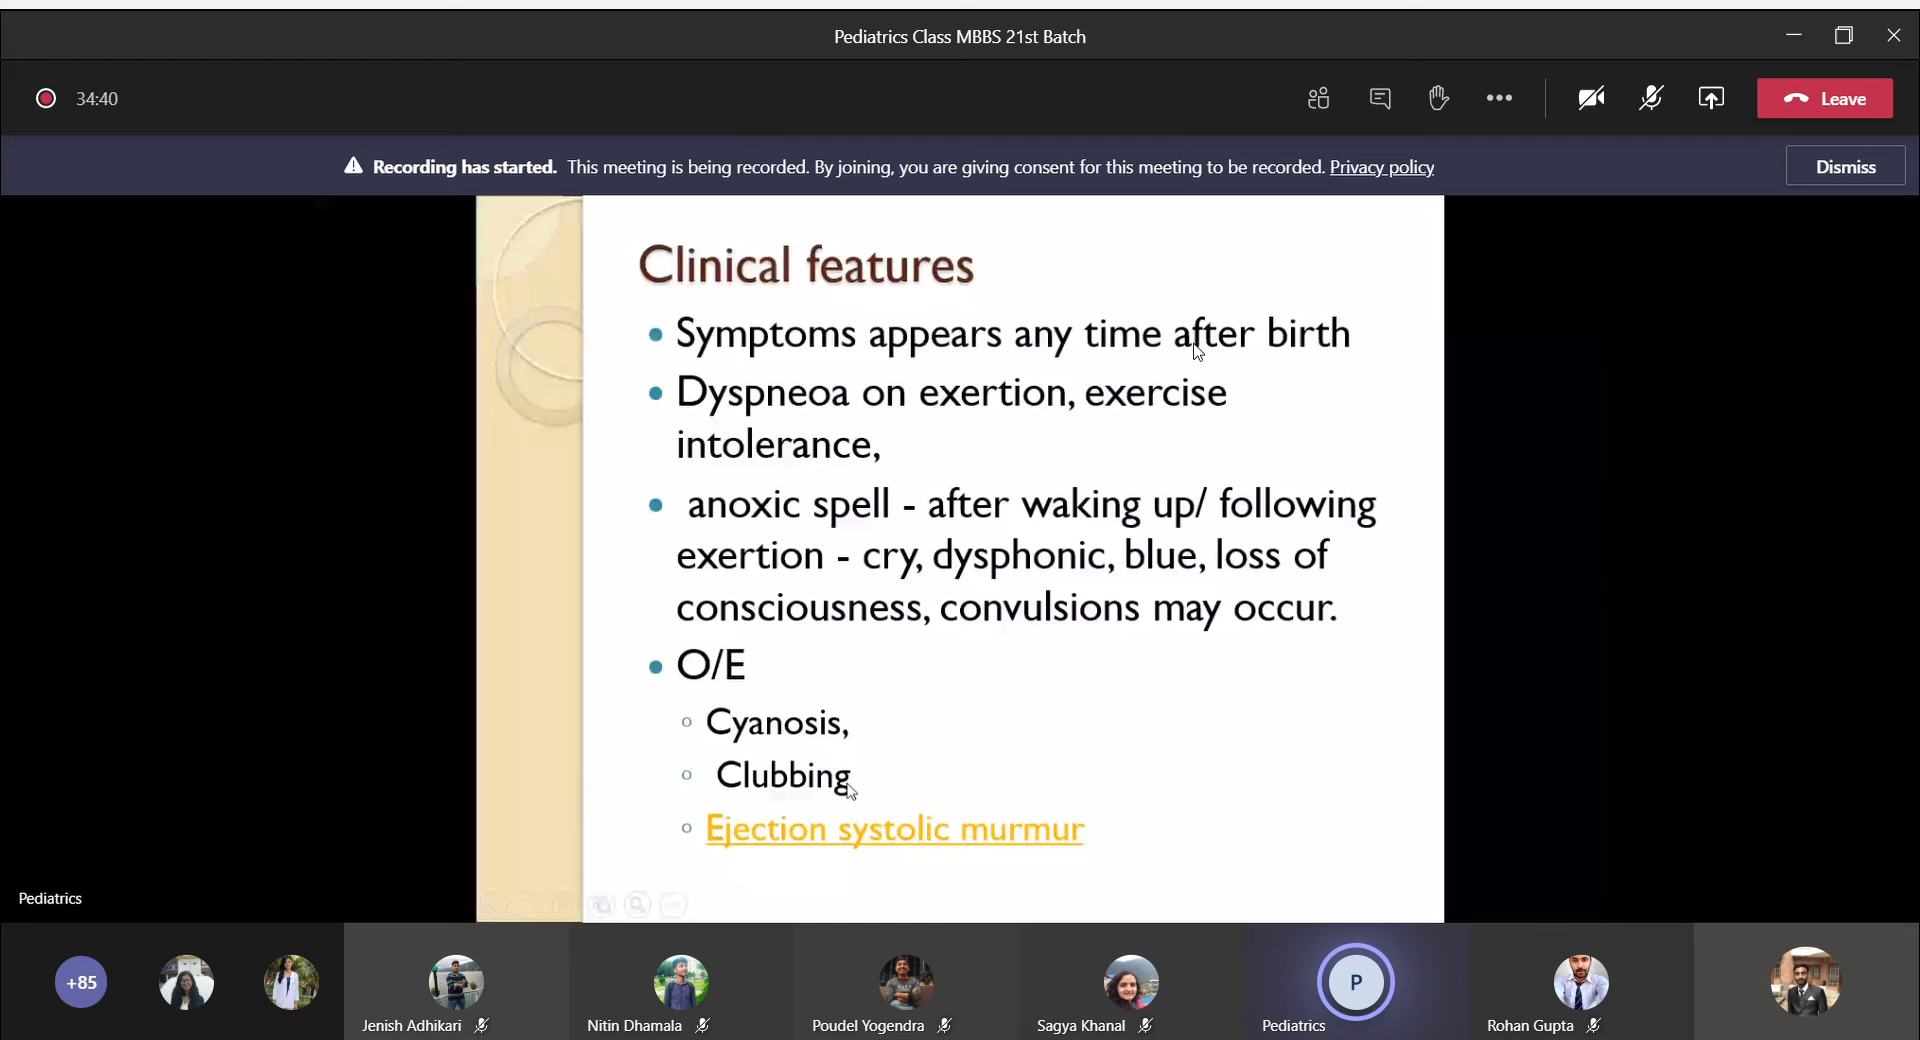 Pediatrics Class MBBS 21st Batch
34:40
Leave
Recording has started. This meeting is being recorded. By joining, you are giving consent for this meeting to be recorded. Privacy policy
Dismiss
Clinical features
• Symptoms appears any time after birth
• Dyspneoa on exertion, exercise
intolerance,
• anoxic spell - after waking up/ following
exertion - cry, dysphonic, blue, loss of
consciousness, convulsions may occur.
• O/E
○ Cyanosis,
○ Clubbing
○ Ejection systolic murmur
Pediatrics
+85
Jenish Adhikari
Nitin Dhamala
Poudel Yogendra
Sagya Khanal
P
Pediatrics
Rohan Gupta